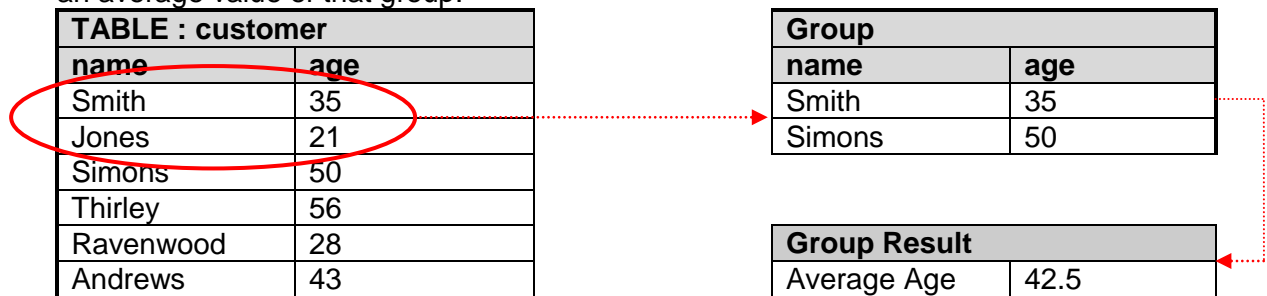 an average value of that group.
TABLE : customer
name age
Smith 35
Jones 21
Simons 50
Thirley 56
Ravenwood 28
Andrews 43
Group
name age
Smith 35
Simons 50
Group Result
Average Age 42.5